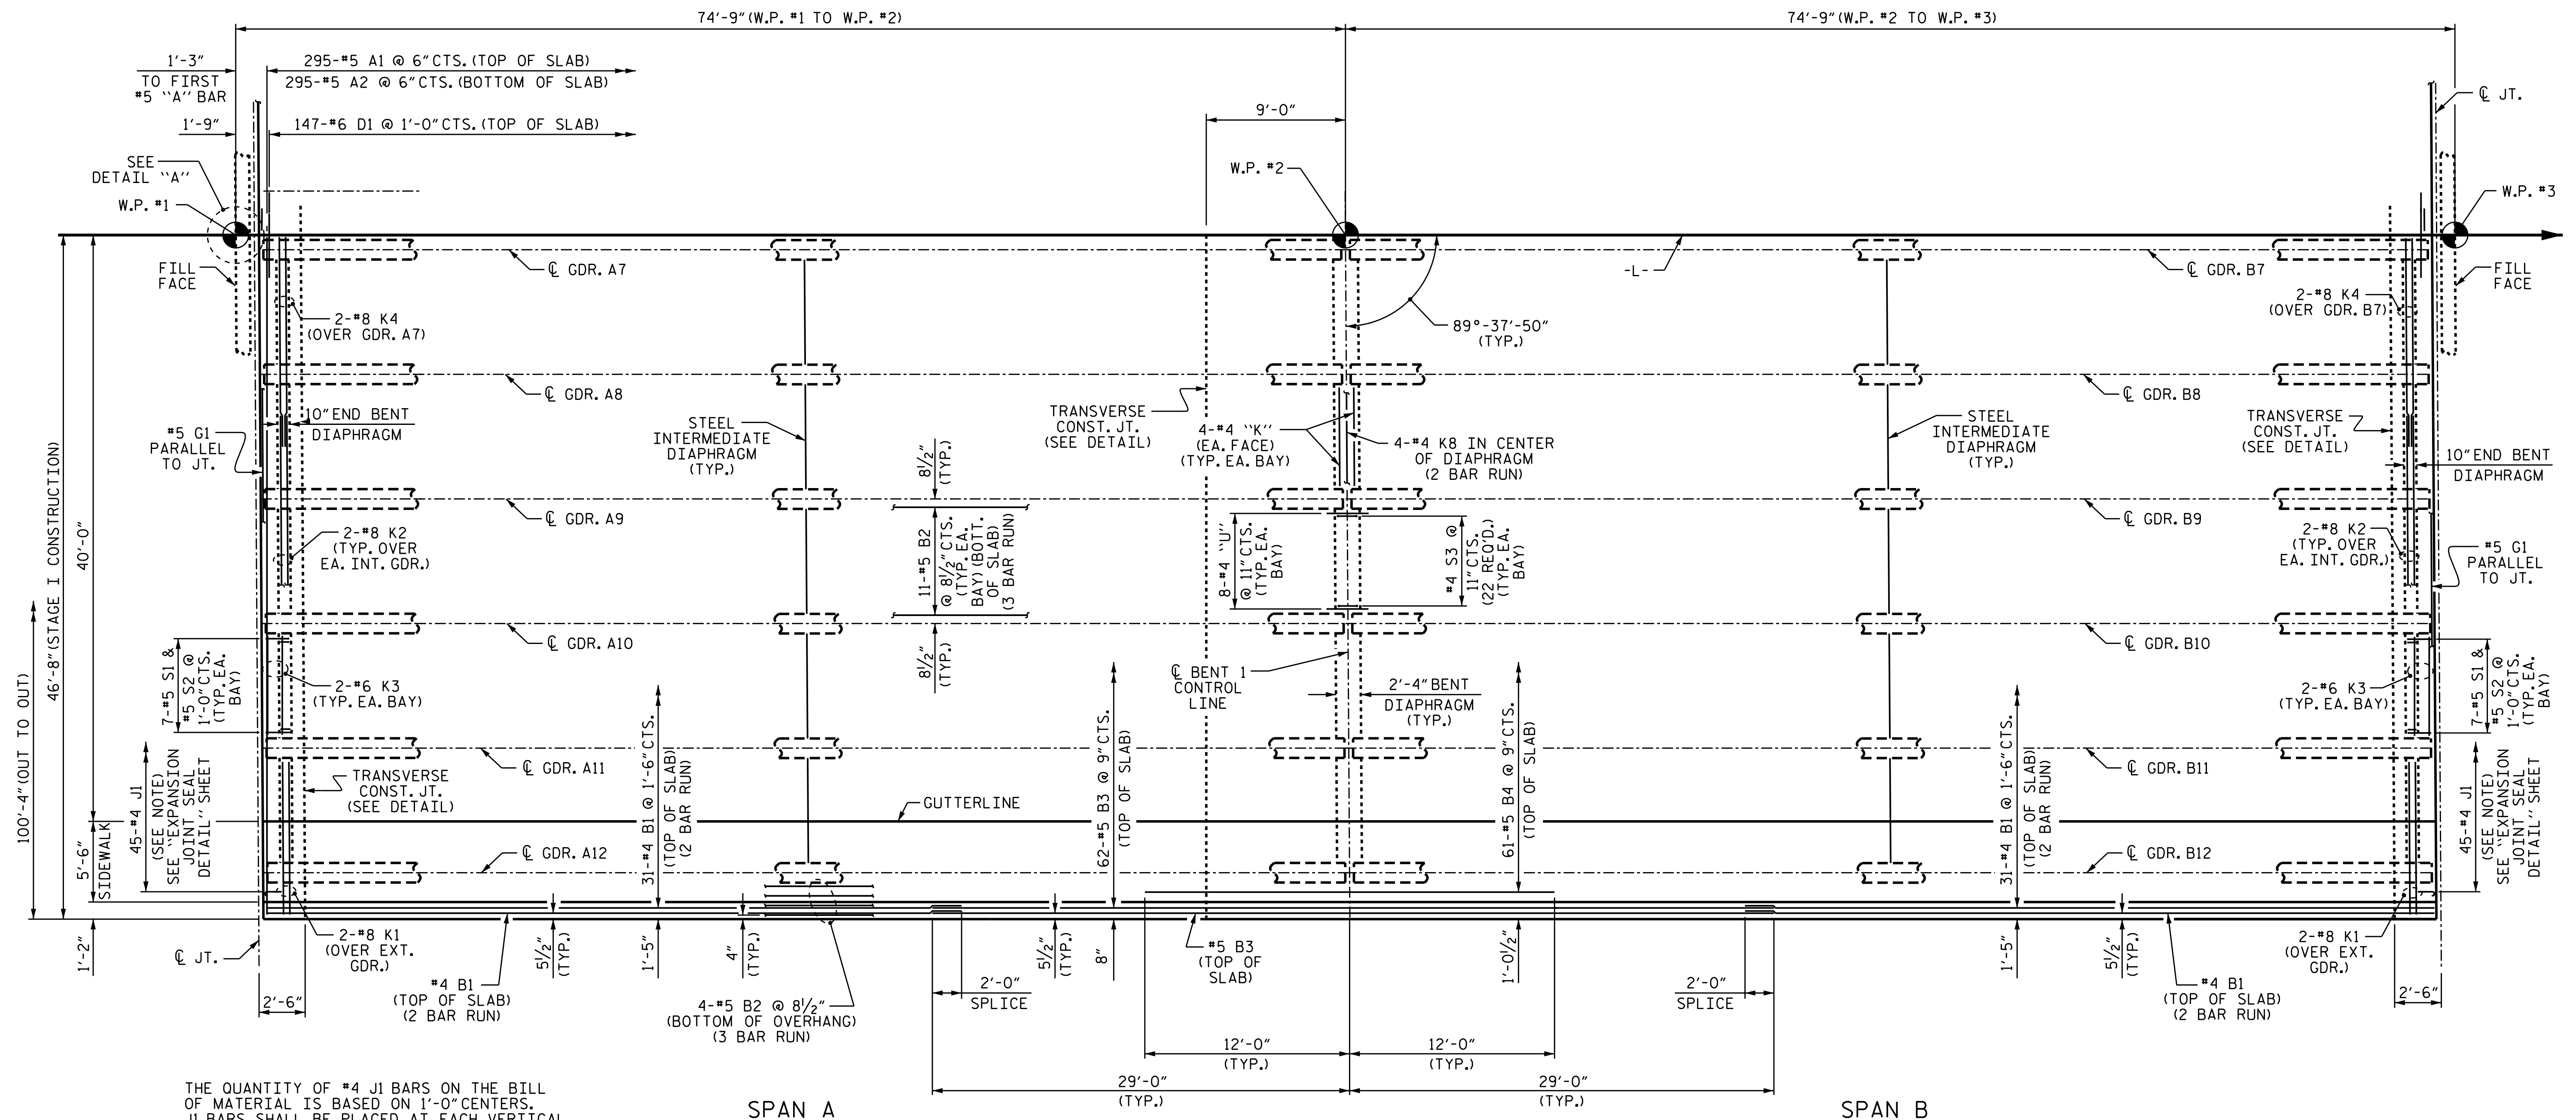 74'-9" (W.P. #1 TO W.P. #2)
74'-9" (W.P. #2 TO W.P. #3)
1'-3"
TO FIRST
#5 ``A'' BAR
295-#5 A1 @ 6" CTS. (TOP OF SLAB)
295-#5 A2 @ 6" CTS. (BOTTOM OF SLAB)
1'-9"
147-#6 D1 @ 1'-0" CTS. (TOP OF SLAB)
9'-0"
℄ JT.
SEE
DETAIL ``A''
W.P. #1
W.P. #2
W.P. #3
FILL
FACE
℄ GDR. A7
-L-
℄ GDR. B7
FILL
FACE
2-#8 K4
(OVER GDR. A7)
89°-37'-50"
(TYP.)
2-#8 K4
(OVER GDR. B7)
℄ GDR. A8
℄ GDR. B8
#5 G1
PARALLEL
TO JT.
10" END BENT
DIAPHRAGM
STEEL
INTERMEDIATE
DIAPHRAGM
(TYP.)
8½"
(TYP.)
TRANSVERSE
CONST. JT.
(SEE DETAIL)
4-#4 ``K''
(EA. FACE)
(TYP. EA. BAY)
4-#4 K8 IN CENTER
OF DIAPHRAGM
(2 BAR RUN)
STEEL
INTERMEDIATE
DIAPHRAGM
(TYP.)
TRANSVERSE
CONST. JT.
(SEE DETAIL)
10" END BENT
DIAPHRAGM
℄ GDR. A9
℄ GDR. B9
2-#8 K2
(TYP. OVER
EA. INT. GDR.)
11-#5 B2
@ 8½" CTS.
(TYP. EA.
BAY) (BOTT.
OF SLAB)
(3 BAR RUN)
8-#4 ``U''
@ 11" CTS.
(TYP. EA.
BAY)
#4 S3 @
11" CTS.
(22 REQ'D.)
(TYP. EA.
BAY)
2-#8 K2
(TYP. OVER
EA. INT. GDR.)
#5 G1
PARALLEL
TO JT.
100'-4" (OUT TO OUT)
46'-8" (STAGE I CONSTRUCTION)
40'-0"
℄ GDR. A10
℄ GDR. B10
8½"
(TYP.)
7-#5 S1 &
#5 S2 @
1'-0" CTS.
(TYP. EA.
BAY)
2-#6 K3
(TYP. EA. BAY)
℄ BENT 1
CONTROL
LINE
2'-4" BENT
DIAPHRAGM
(TYP.)
2-#6 K3
(TYP. EA. BAY)
7-#5 S1 &
#5 S2 @
1'-0" CTS.
(TYP. EA.
BAY)
℄ GDR. A11
℄ GDR. B11
45-#4 J1
(SEE NOTE)
SEE ``EXPANSION
JOINT SEAL
DETAIL'' SHEET
TRANSVERSE
CONST. JT.
(SEE DETAIL)
31-#4 B1 @ 1'-6" CTS.
(TOP OF SLAB)
(2 BAR RUN)
GUTTERLINE
62-#5 B3 @ 9" CTS.
(TOP OF SLAB)
61-#5 B4 @ 9" CTS.
(TOP OF SLAB)
31-#4 B1 @ 1'-6" CTS.
(TOP OF SLAB)
(2 BAR RUN)
45-#4 J1
(SEE NOTE)
SEE ``EXPANSION
JOINT SEAL
DETAIL'' SHEET
5'-6"
SIDEWALK
℄ GDR. A12
℄ GDR. B12
1'-2"
℄ JT.
2-#8 K1
(OVER EXT.
GDR.)
5½"
(TYP.)
1'-5"
4"
(TYP.)
5½"
(TYP.)
8"
#5 B3
(TOP OF
SLAB)
1'-0½"
1'-5"
5½"
(TYP.)
2-#8 K1
(OVER EXT.
GDR.)
2'-6"
#4 B1
(TOP OF SLAB)
(2 BAR RUN)
4-#5 B2 @ 8½"
(BOTTOM OF OVERHANG)
(3 BAR RUN)
2'-0"
SPLICE
2'-0"
SPLICE
#4 B1
(TOP OF SLAB)
(2 BAR RUN)
2'-6"
12'-0"
(TYP.)
12'-0"
(TYP.)
29'-0"
(TYP.)
29'-0"
(TYP.)
THE QUANTITY OF #4 J1 BARS ON THE BILL
OF MATERIAL IS BASED ON 1'-0" CENTERS.
J1 BARS SHALL BE PLACED AT EACH VERTICAL
SPAN A
SPAN B